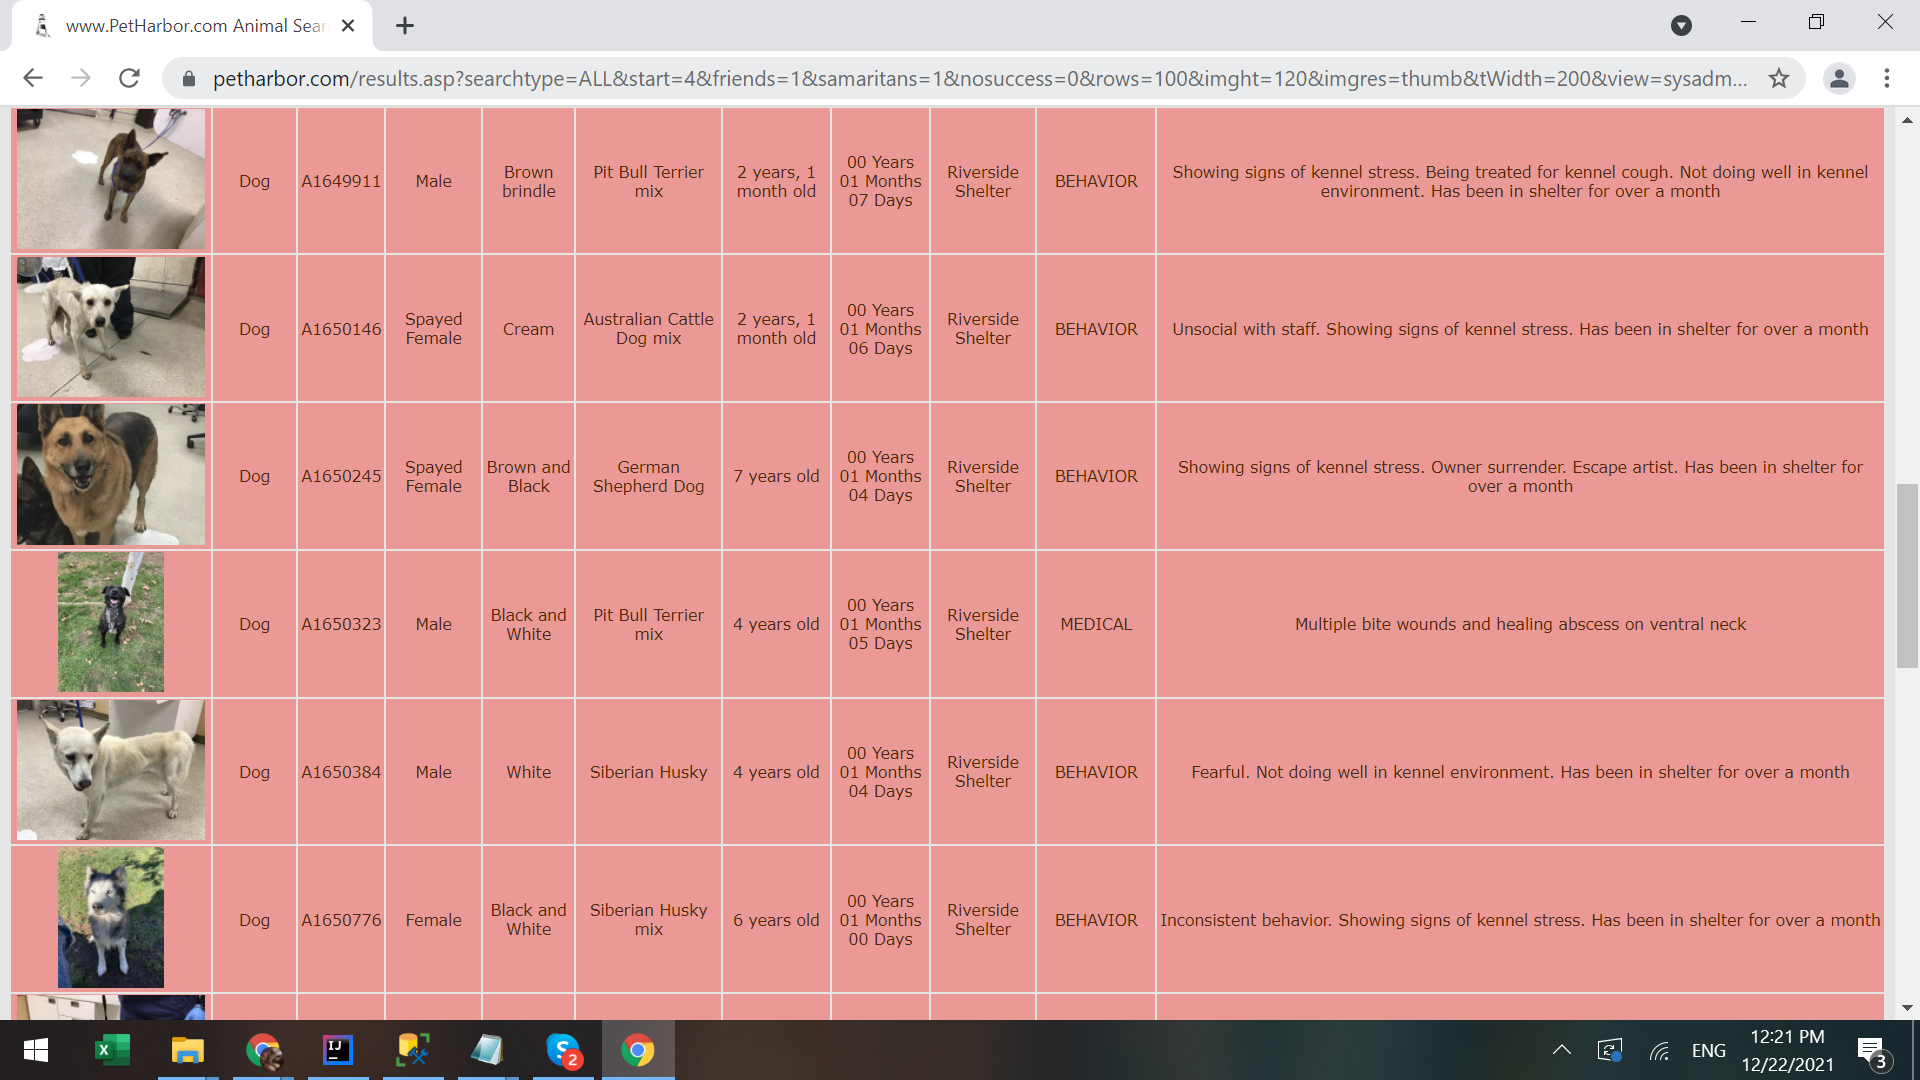 www.PetHarbor.com Animal Sear
petharbor.com/results.asp?searchtype=ALL&start=4&friends=1&samaritans=1&nosuccess=0&rows=100&imght=120&imgres=thumb&tWidth=200&view=sysadm...
Dog
A1649911
Male
Brown
brindle
Pit Bull Terrier
mix
2 years, 1
month old
00 Years
01 Months
07 Days
Riverside
Shelter
BEHAVIOR
Showing signs of kennel stress. Being treated for kennel cough. Not doing well in kennel
environment. Has been in shelter for over a month
Dog
A1650146
Spayed
Female
Cream
Australian Cattle
Dog mix
2 years, 1
month old
00 Years
01 Months
06 Days
Riverside
Shelter
BEHAVIOR
Unsocial with staff. Showing signs of kennel stress. Has been in shelter for over a month
Dog
A1650245
Spayed
Female
Brown and
Black
German
Shepherd Dog
7 years old
00 Years
01 Months
04 Days
Riverside
Shelter
BEHAVIOR
Showing signs of kennel stress. Owner surrender. Escape artist. Has been in shelter for
over a month
Dog
A1650323
Male
Black and
White
Pit Bull Terrier
mix
4 years old
00 Years
01 Months
05 Days
Riverside
Shelter
MEDICAL
Multiple bite wounds and healing abscess on ventral neck
Dog
A1650384
Male
White
Siberian Husky
4 years old
00 Years
01 Months
04 Days
Riverside
Shelter
BEHAVIOR
Fearful. Not doing well in kennel environment. Has been in shelter for over a month
Dog
A1650776
Female
Black and
White
Siberian Husky
mix
6 years old
00 Years
01 Months
00 Days
Riverside
Shelter
BEHAVIOR
Inconsistent behavior. Showing signs of kennel stress. Has been in shelter for over a month
X
IJ
S
2
ENG
12:21 PM
12/22/2021
3